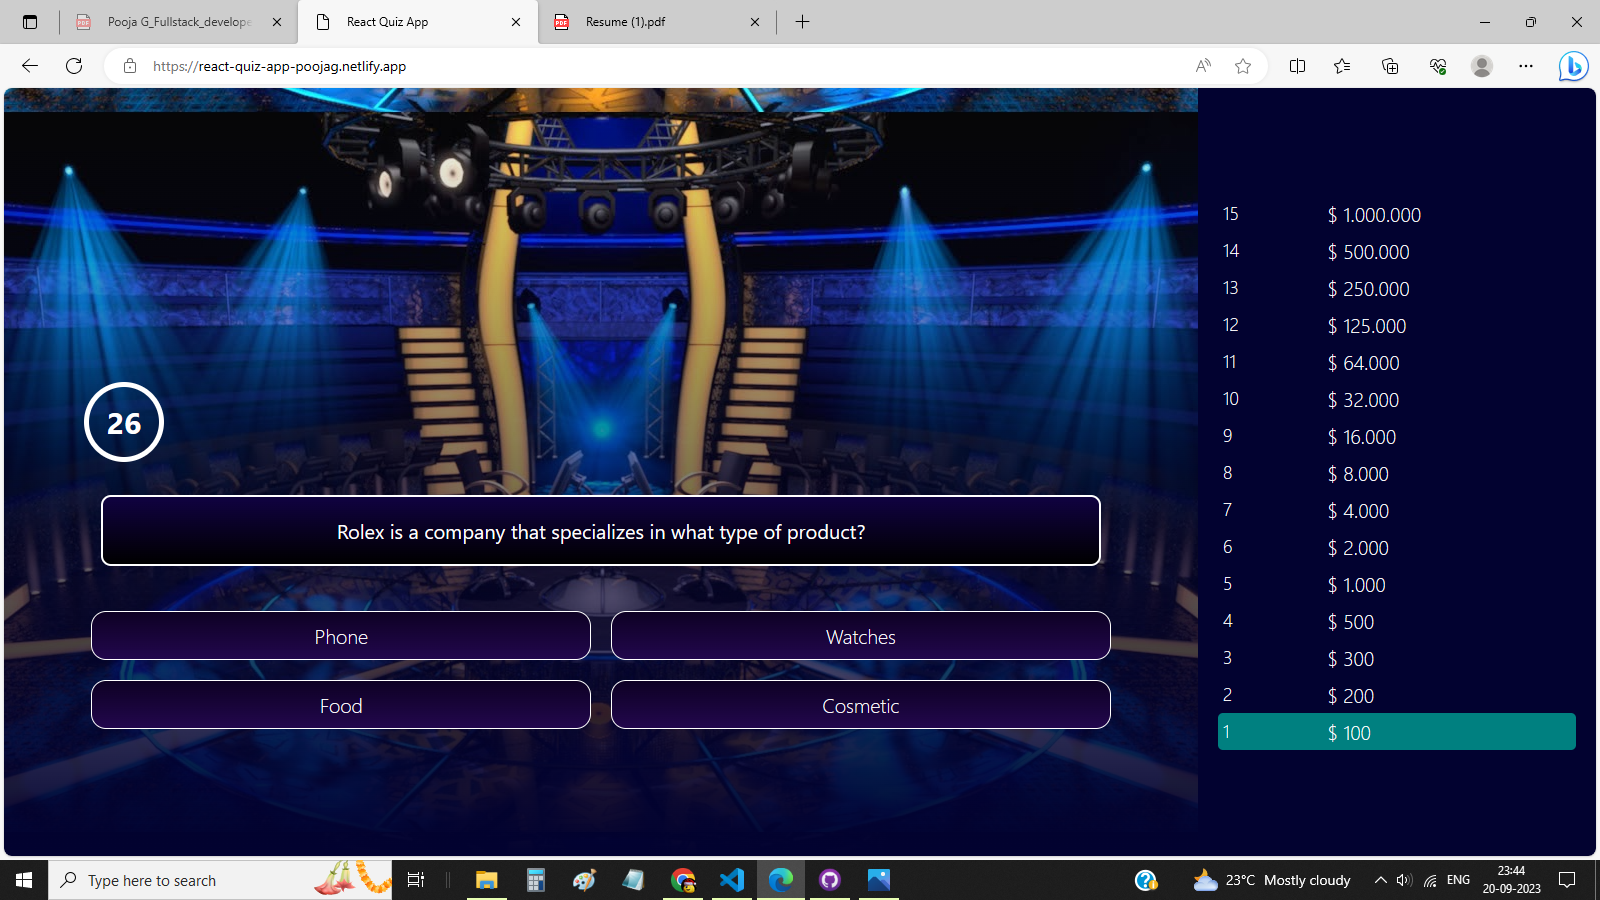 Pooja G_Fullstack_develope
React Quiz App
Resume (1).pdf
https://react-quiz-app-poojag.netlify.app
26
Rolex is a company that specializes in what type of product?
Phone
Watches
Food
Cosmetic
15 $ 1.000.000
14 $ 500.000
13 $ 250.000
12 $ 125.000
11 $ 64.000
10 $ 32.000
9 $ 16.000
8 $ 8.000
7 $ 4.000
6 $ 2.000
5 $ 1.000
4 $ 500
3 $ 300
2 $ 200
1 $ 100
Type here to search
23°C Mostly cloudy
ENG
23:44
20-09-2023